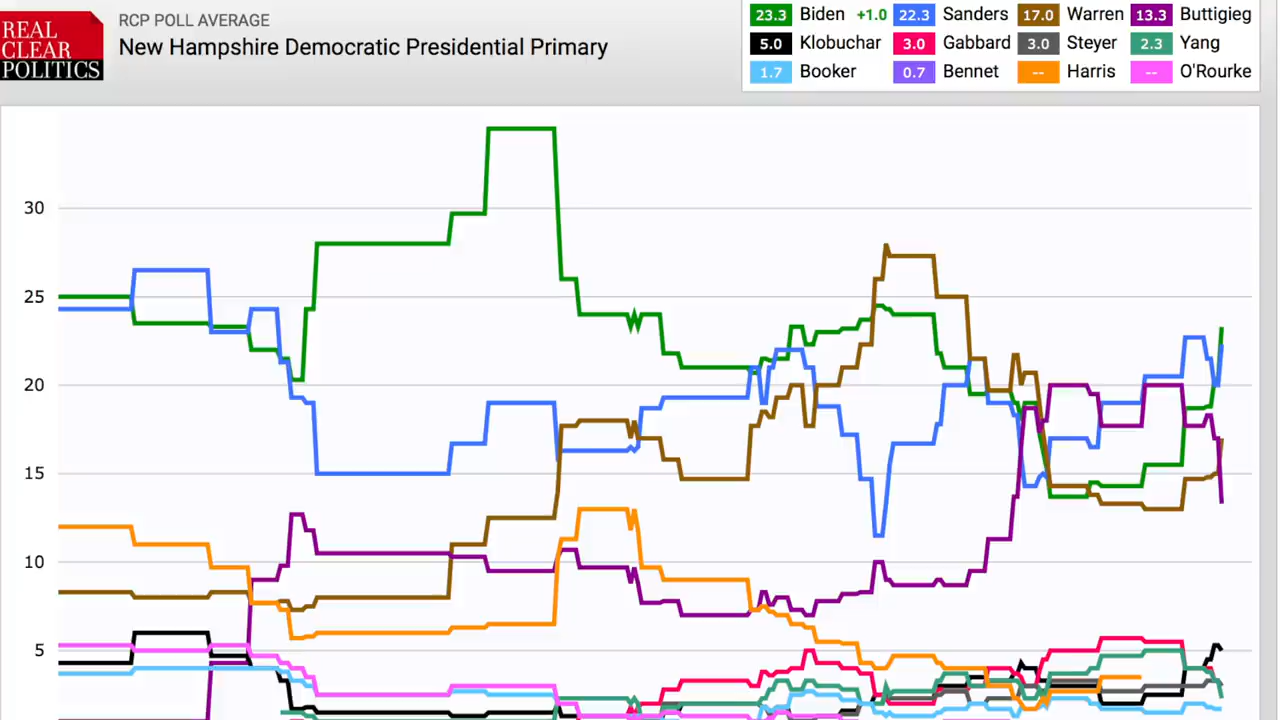 REAL
CLEAR
POLITICS
RCP POLL AVERAGE
New Hampshire Democratic Presidential Primary
23.3 Biden +1.0 22.3 Sanders 17.0 Warren 13.3 Buttigieg
5.0 Klobuchar 3.0 Gabbard 3.0 Steyer 2.3 Yang
1.7 Booker 0.7 Bennet -- Harris -- O'Rourke
30
25
20
15
10
5